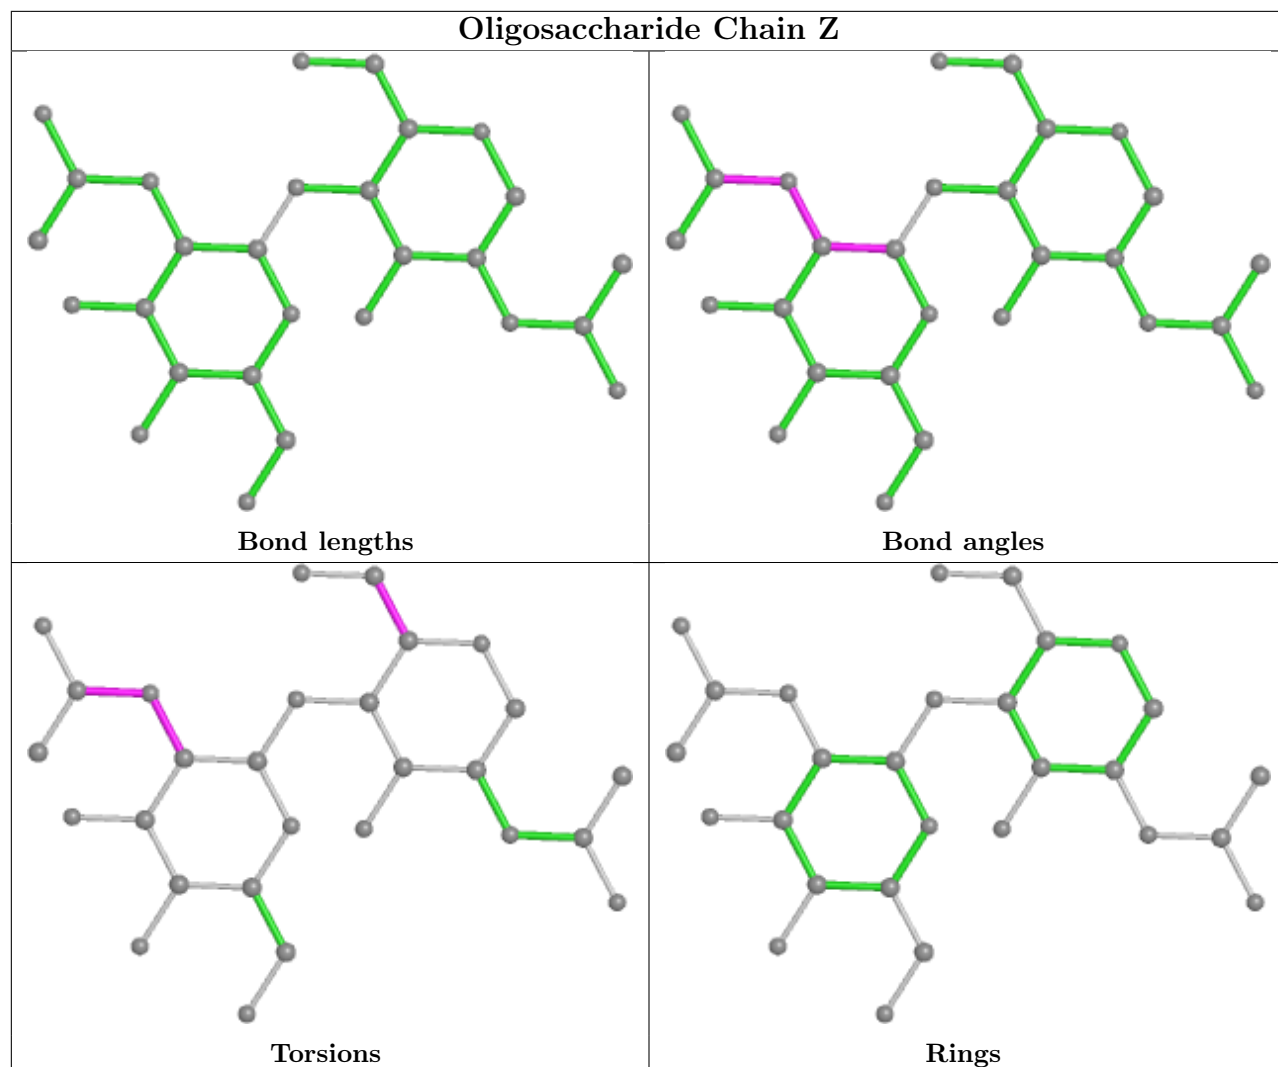 Oligosaccharide Chain Z
Bond lengths
Bond angles
Torsions
Rings